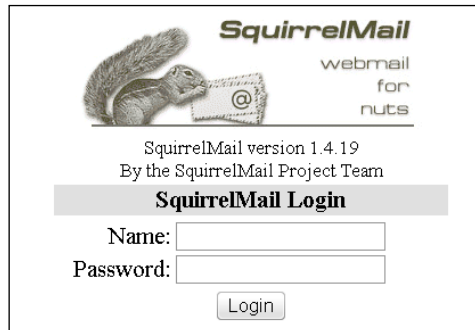 SquirrelMail
webmail
for
nuts
@
SquirrelMail version 1.4.19
By the SquirrelMail Project Team
SquirrelMail Login
Name:
Password:
Login